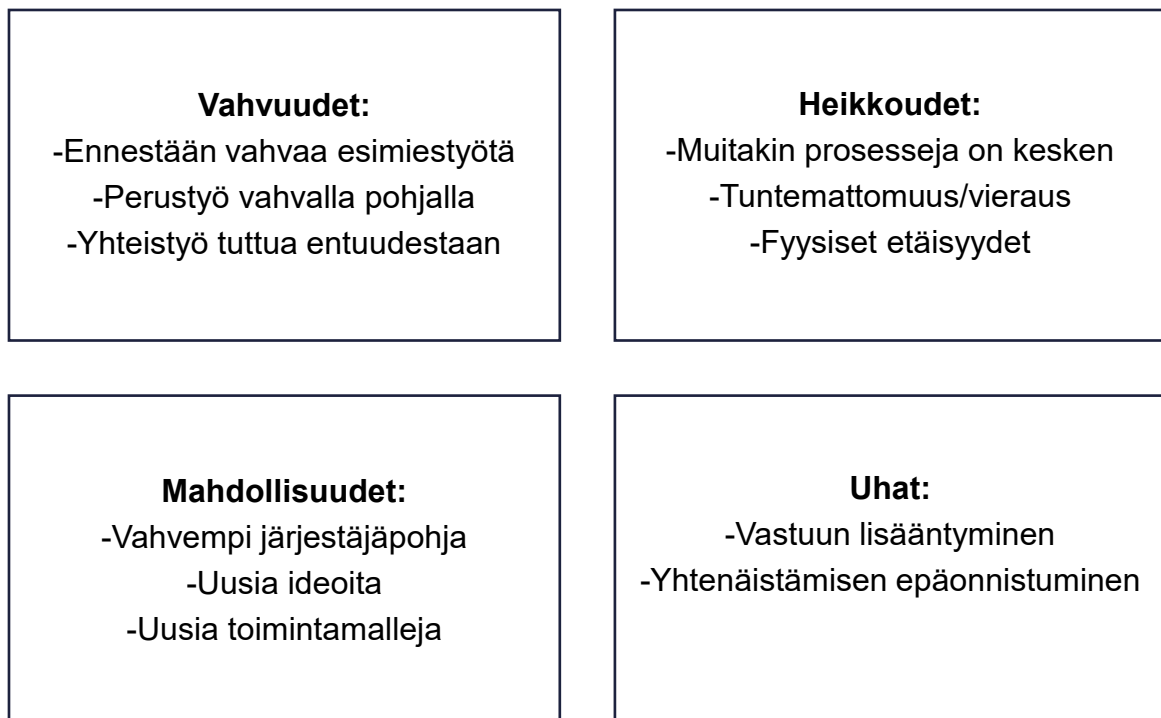 Vahvuudet:
-Ennestään vahvaa esimiestyötä
-Perustyö vahvalla pohjalla
-Yhteistyö tuttua entuudestaan
Heikkoudet:
-Muitakin prosesseja on kesken
-Tuntemattomuus/vieraus
-Fyysiset etäisyydet
Mahdollisuudet:
-Vahvempi järjestäjäpohja
-Uusia ideoita
-Uusia toimintamalleja
Uhat:
-Vastuun lisääntyminen
-Yhtenäistämisen epäonnistuminen